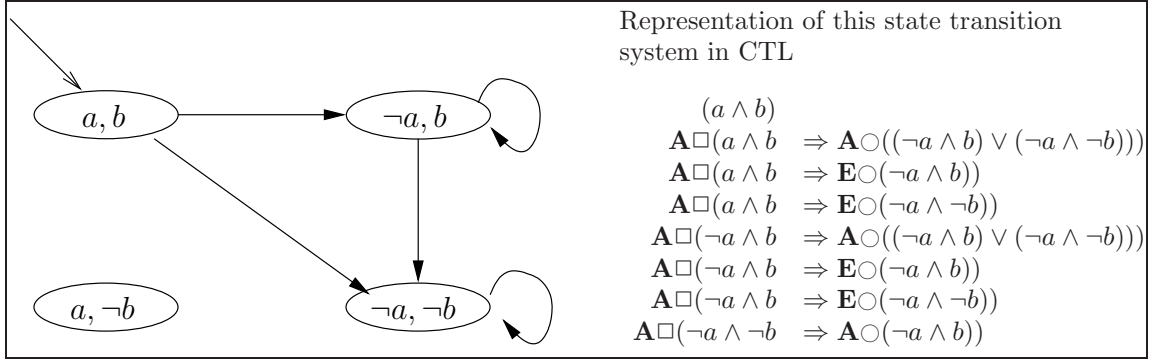 Representation of this state transition
system in CTL
a, b
¬a, b
a, ¬b
¬a, ¬b
(a ∧ b)
A□(a ∧ b ⇒ A○((¬a ∧ b) ∨ (¬a ∧ ¬b)))
A□(a ∧ b ⇒ E○(¬a ∧ b))
A□(a ∧ b ⇒ E○(¬a ∧ ¬b))
A□(¬a ∧ b ⇒ A○((¬a ∧ b) ∨ (¬a ∧ ¬b)))
A□(¬a ∧ b ⇒ E○(¬a ∧ b))
A□(¬a ∧ b ⇒ E○(¬a ∧ ¬b))
A□(¬a ∧ ¬b ⇒ A○(¬a ∧ b))